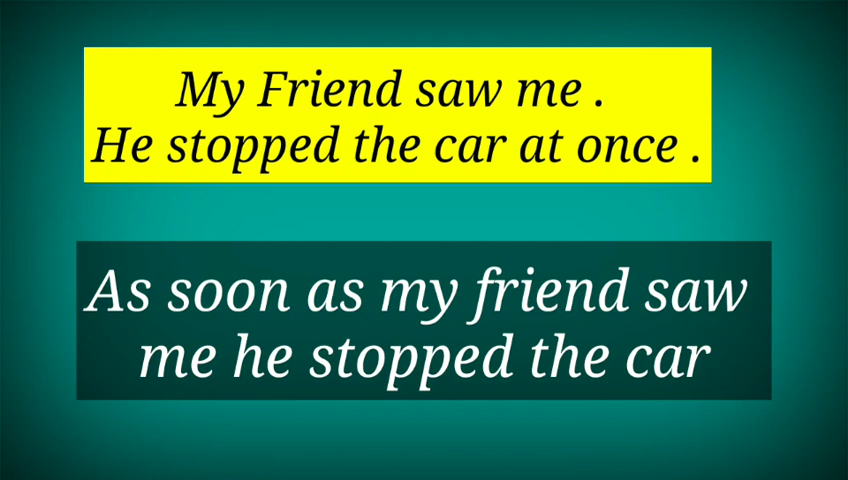 My Friend saw me .
He stopped the car at once .
As soon as my friend saw
me he stopped the car